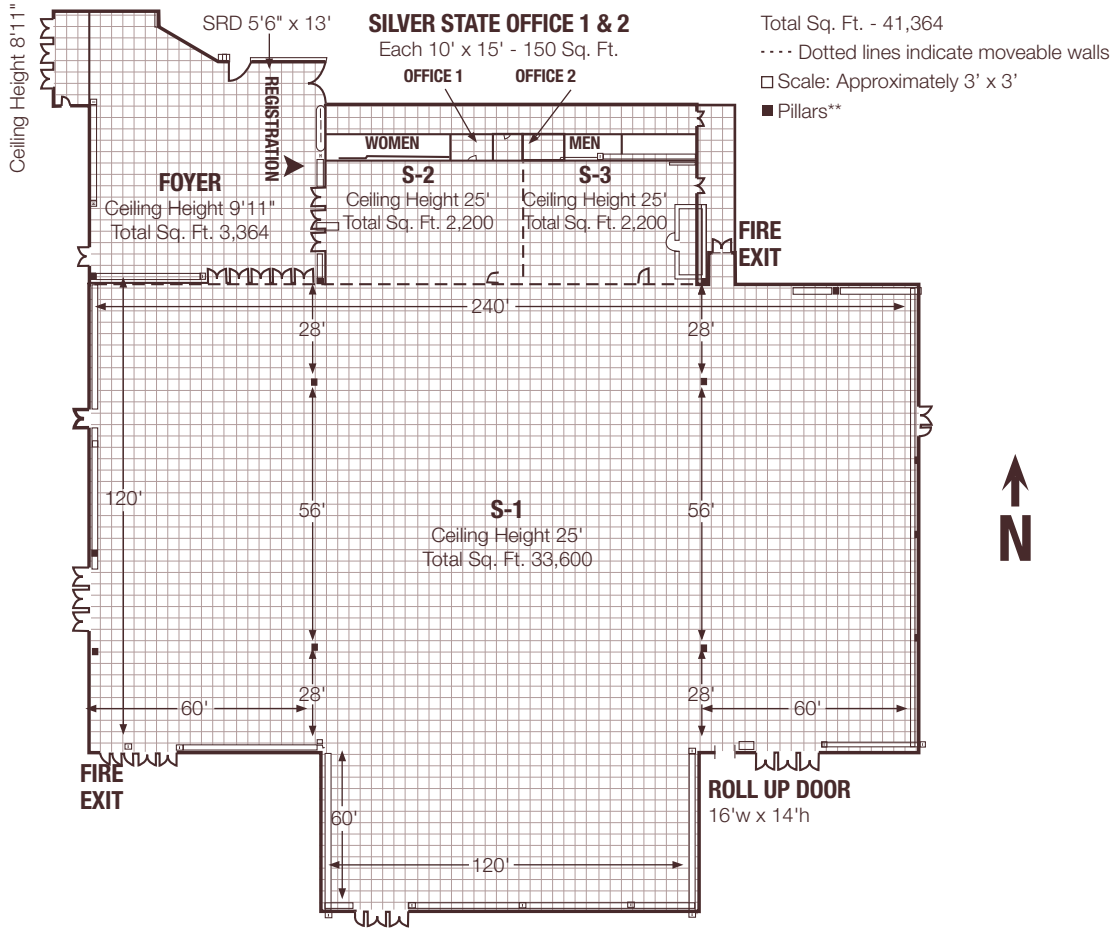 Ceiling Height 8'11"
SRD 5'6" x 13'
SILVER STATE OFFICE 1 & 2
Each 10' x 15' - 150 Sq. Ft.
OFFICE 1
OFFICE 2
Total Sq. Ft. - 41,364
Dotted lines indicate moveable walls
Scale: Approximately 3’ x 3’
Pillars**
REGISTRATION
WOMEN
MEN
FOYER
Ceiling Height 9'11"
Total Sq. Ft. 3,364
S-2
Ceiling Height 25'
Total Sq. Ft. 2,200
S-3
Ceiling Height 25'
Total Sq. Ft. 2,200
FIRE
EXIT
240'
28'
28'
120'
56'
56'
S-1
Ceiling Height 25'
Total Sq. Ft. 33,600
N
28'
28'
60'
60'
FIRE
EXIT
ROLL UP DOOR
16'w x 14'h
60'
120'